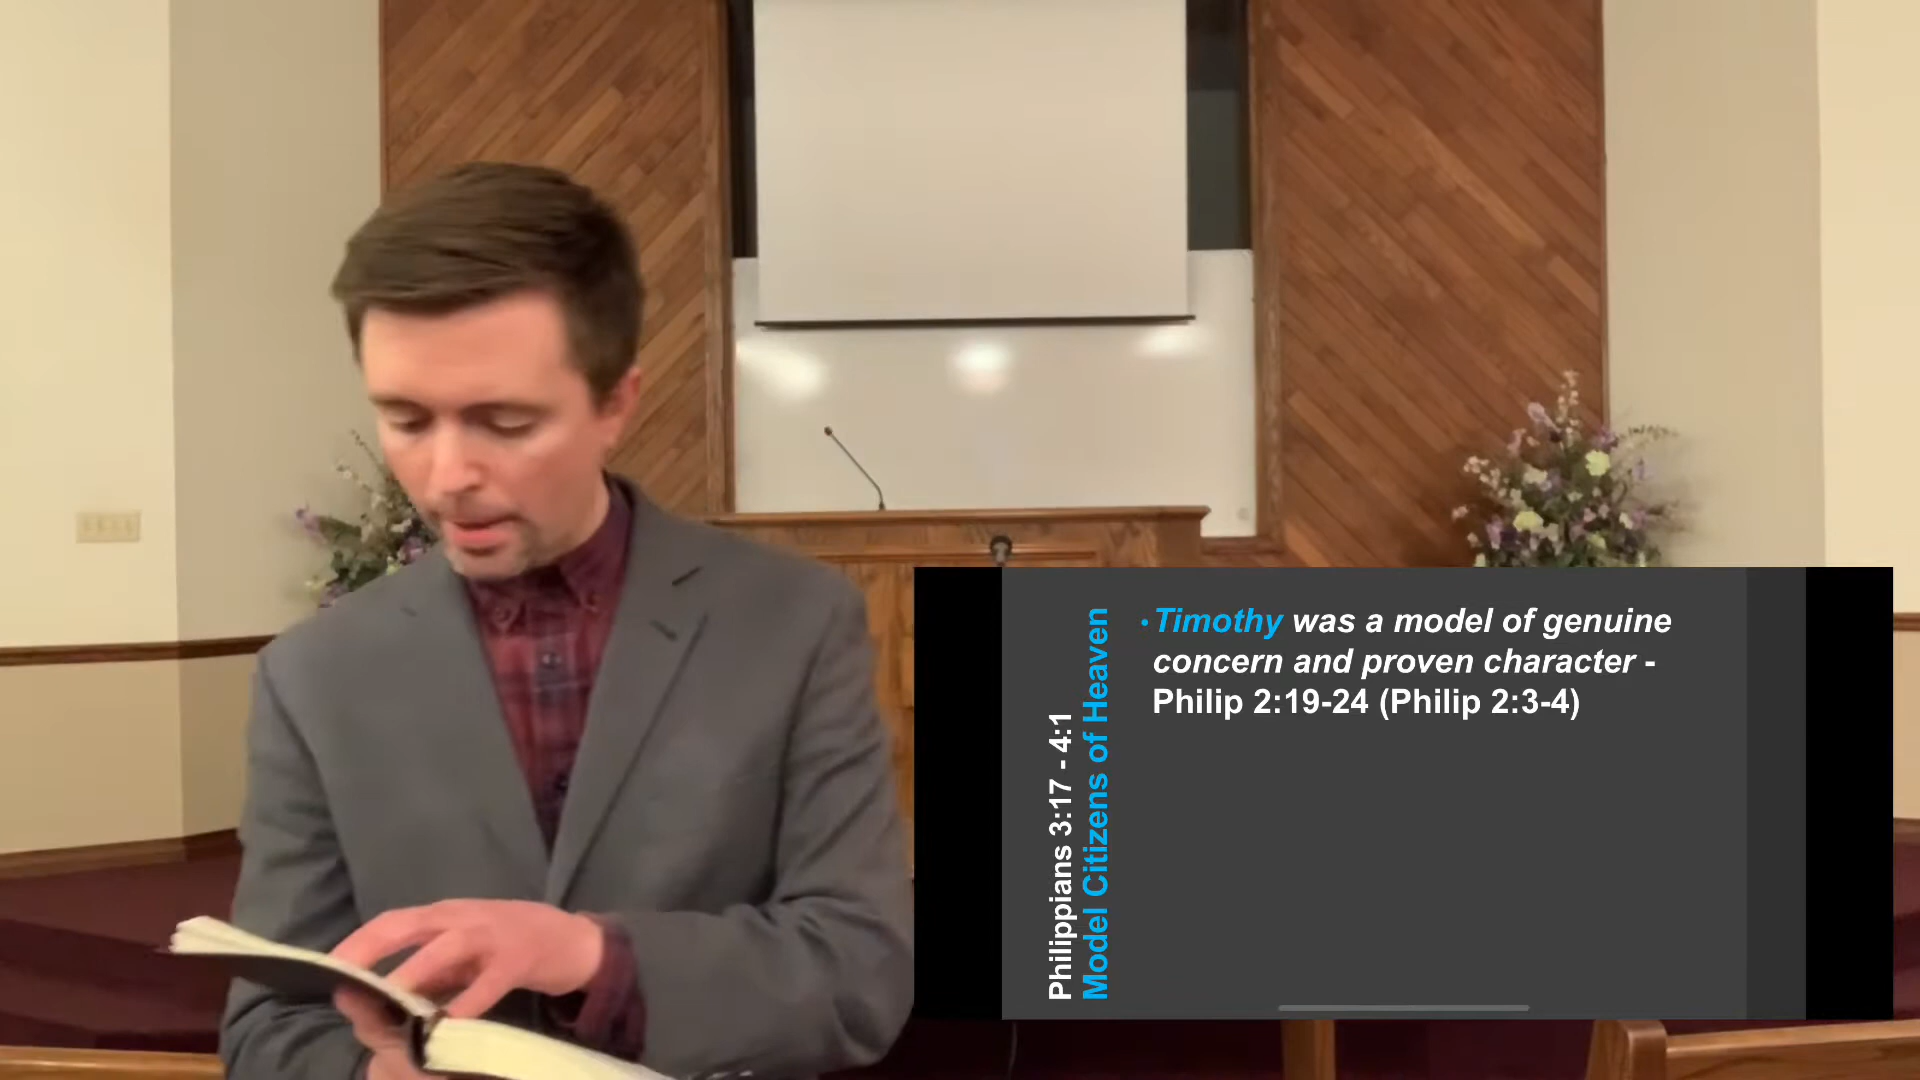 Philippians 3:17 - 4:1
Model Citizens of Heaven
• Timothy was a model of genuine
concern and proven character -
Philip 2:19-24 (Philip 2:3-4)